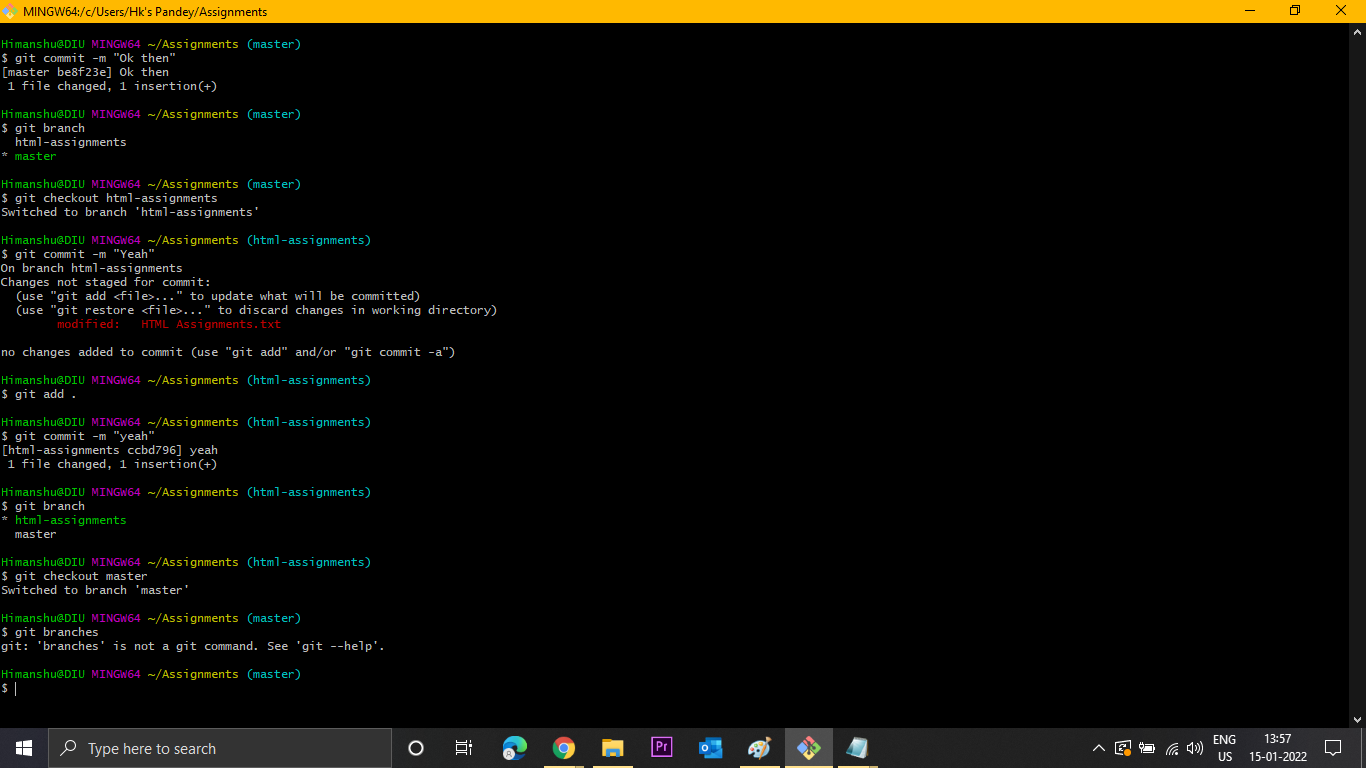 MINGW64:/c/Users/Hk's Pandey/Assignments
Himanshu@DIU MINGW64 ~/Assignments (master)
$ git commit -m "Ok then"
[master be8f23e] Ok then
 1 file changed, 1 insertion(+)
Himanshu@DIU MINGW64 ~/Assignments (master)
$ git branch
  html-assignments
* master
Himanshu@DIU MINGW64 ~/Assignments (master)
$ git checkout html-assignments
Switched to branch 'html-assignments'
Himanshu@DIU MINGW64 ~/Assignments (html-assignments)
$ git commit -m "Yeah"
On branch html-assignments
Changes not staged for commit:
  (use "git add <file>..." to update what will be committed)
  (use "git restore <file>..." to discard changes in working directory)
        modified:   HTML Assignments.txt
no changes added to commit (use "git add" and/or "git commit -a")
Himanshu@DIU MINGW64 ~/Assignments (html-assignments)
$ git add .
Himanshu@DIU MINGW64 ~/Assignments (html-assignments)
$ git commit -m "yeah"
[html-assignments ccbd796] yeah
 1 file changed, 1 insertion(+)
Himanshu@DIU MINGW64 ~/Assignments (html-assignments)
$ git branch
* html-assignments
  master
Himanshu@DIU MINGW64 ~/Assignments (html-assignments)
$ git checkout master
Switched to branch 'master'
Himanshu@DIU MINGW64 ~/Assignments (master)
$ git branches
git: 'branches' is not a git command. See 'git --help'.
Himanshu@DIU MINGW64 ~/Assignments (master)
$
Type here to search
Pr
ENG
US
13:57
15-01-2022